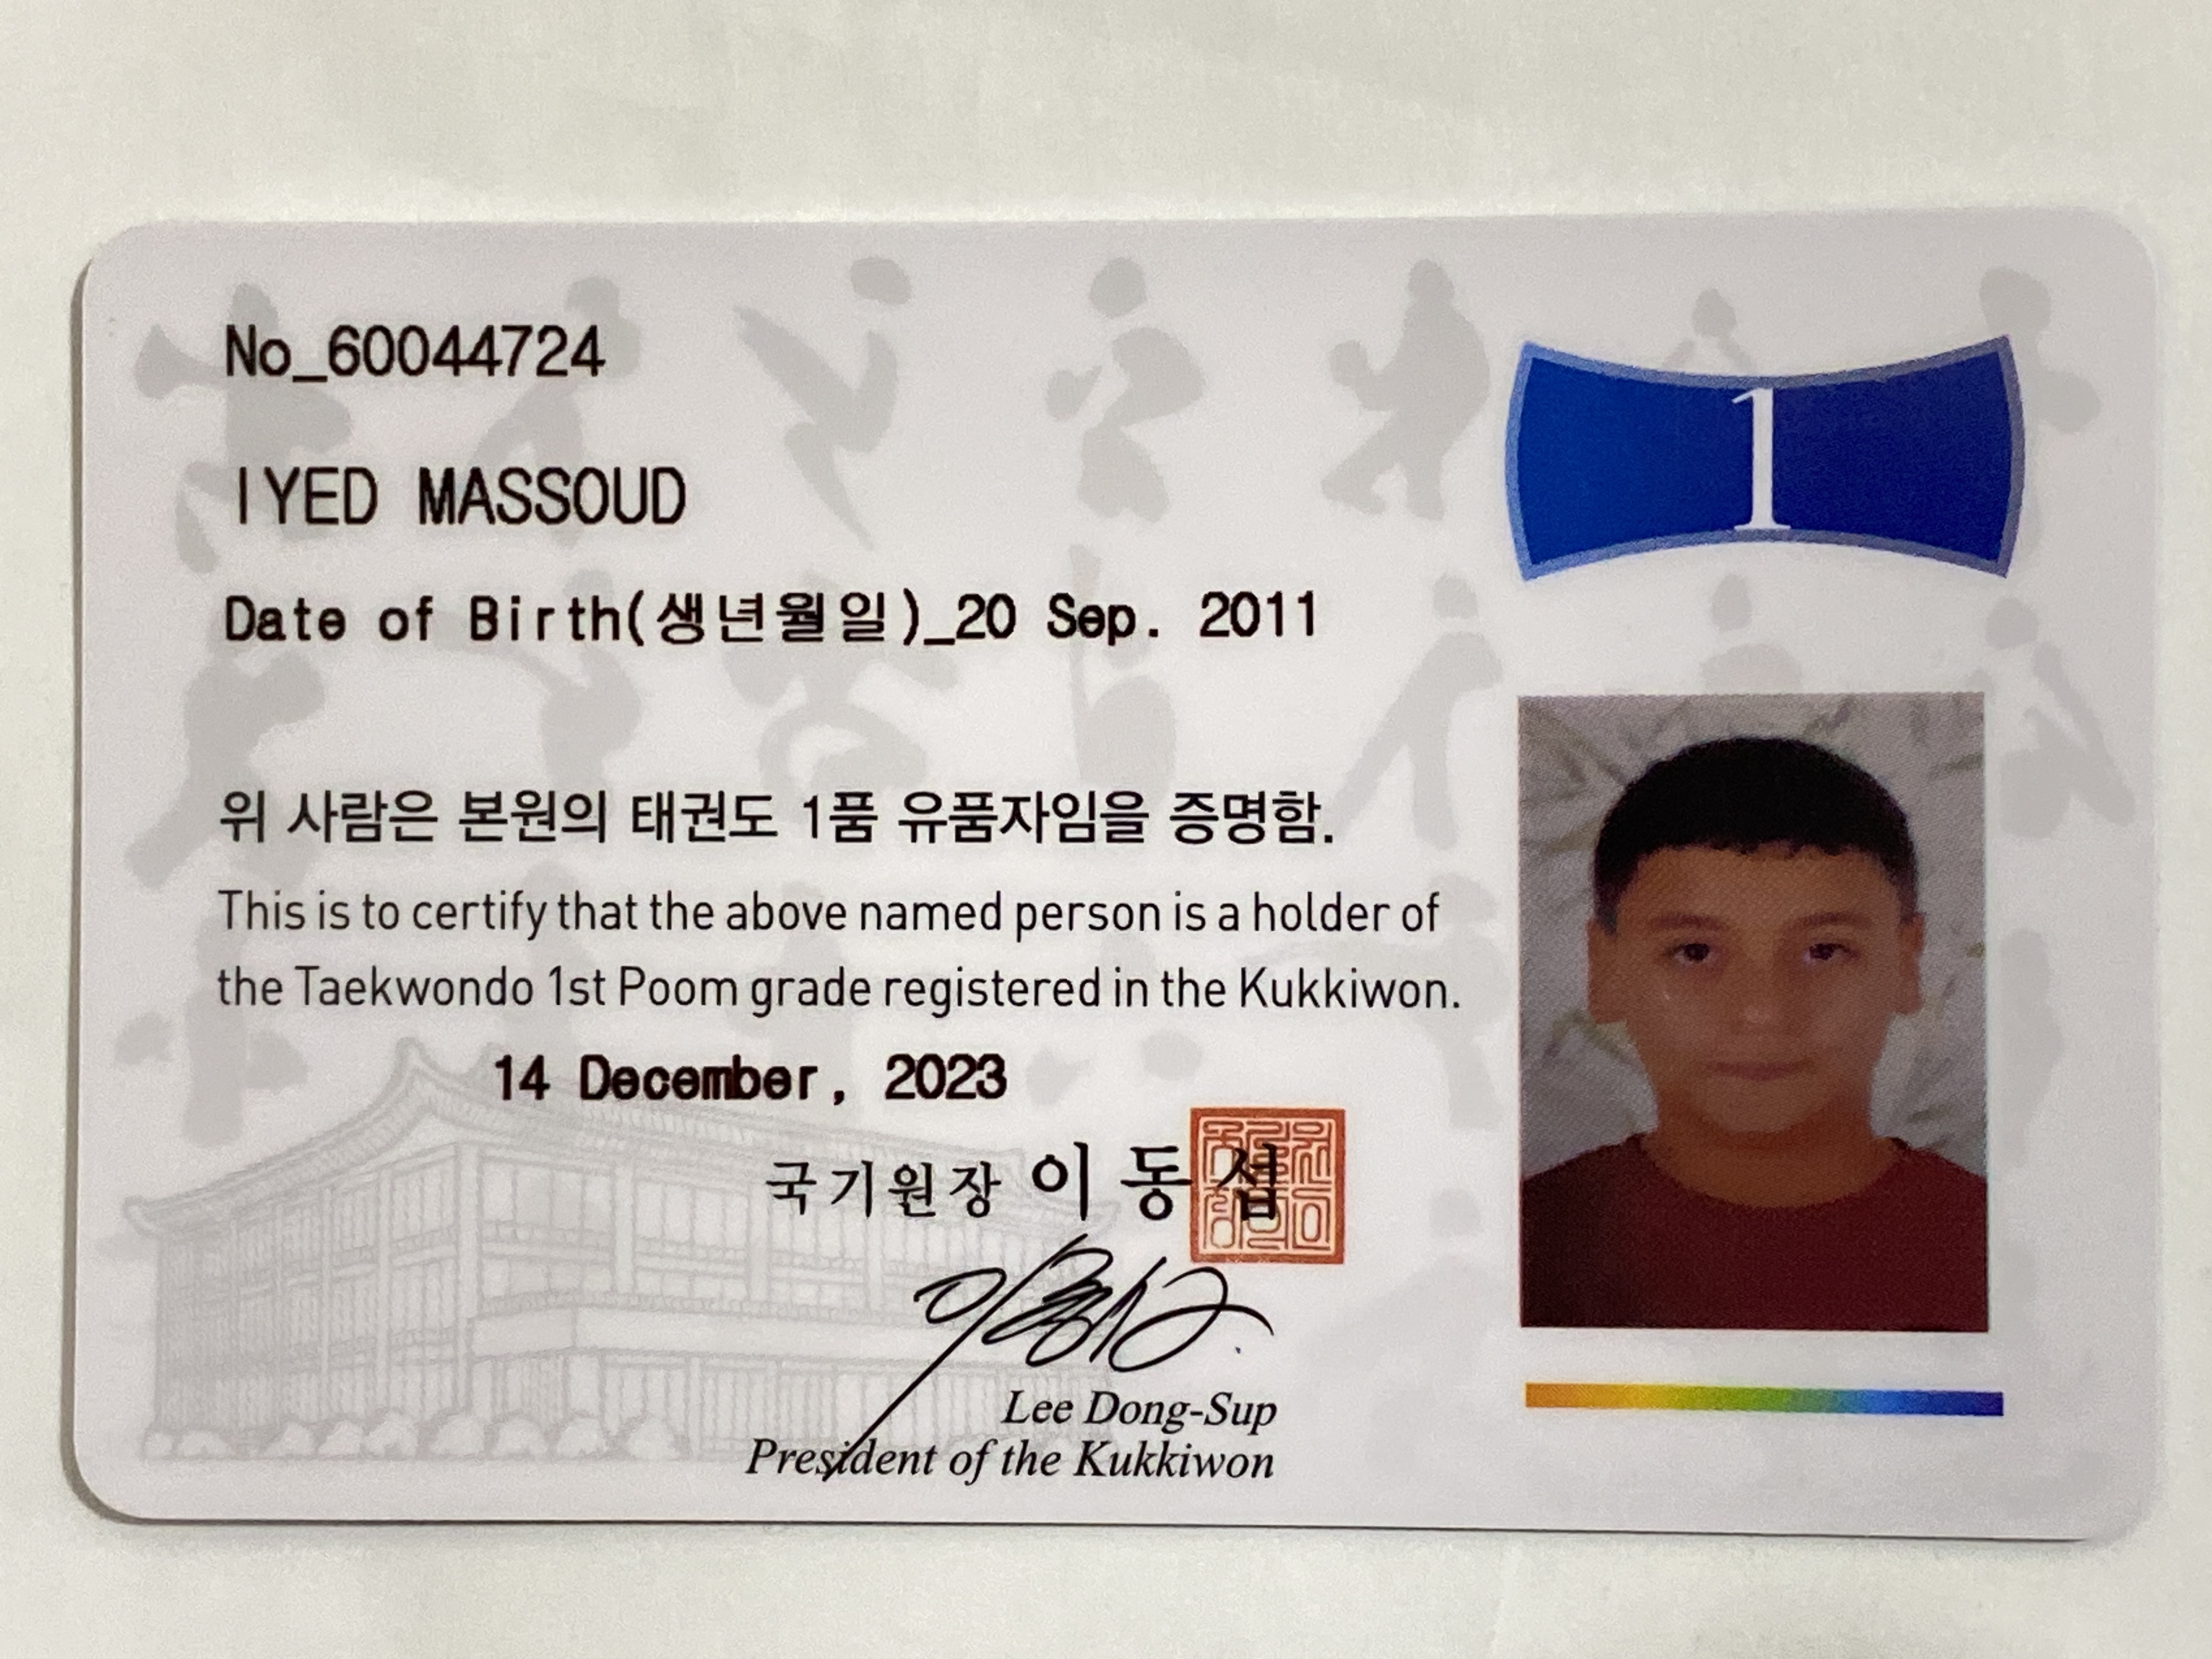 No_60044724
1
IYED MASSOUD
Date of Birth(생년월일)_20 Sep. 2011
위 사람은 본원의 태권도 1품 유품자임을 증명함.
This is to certify that the above named person is a holder of
the Taekwondo 1st Poom grade registered in the Kukkiwon.
14 December, 2023
국기원장 이동섭
Lee Dong-Sup
President of the Kukkiwon